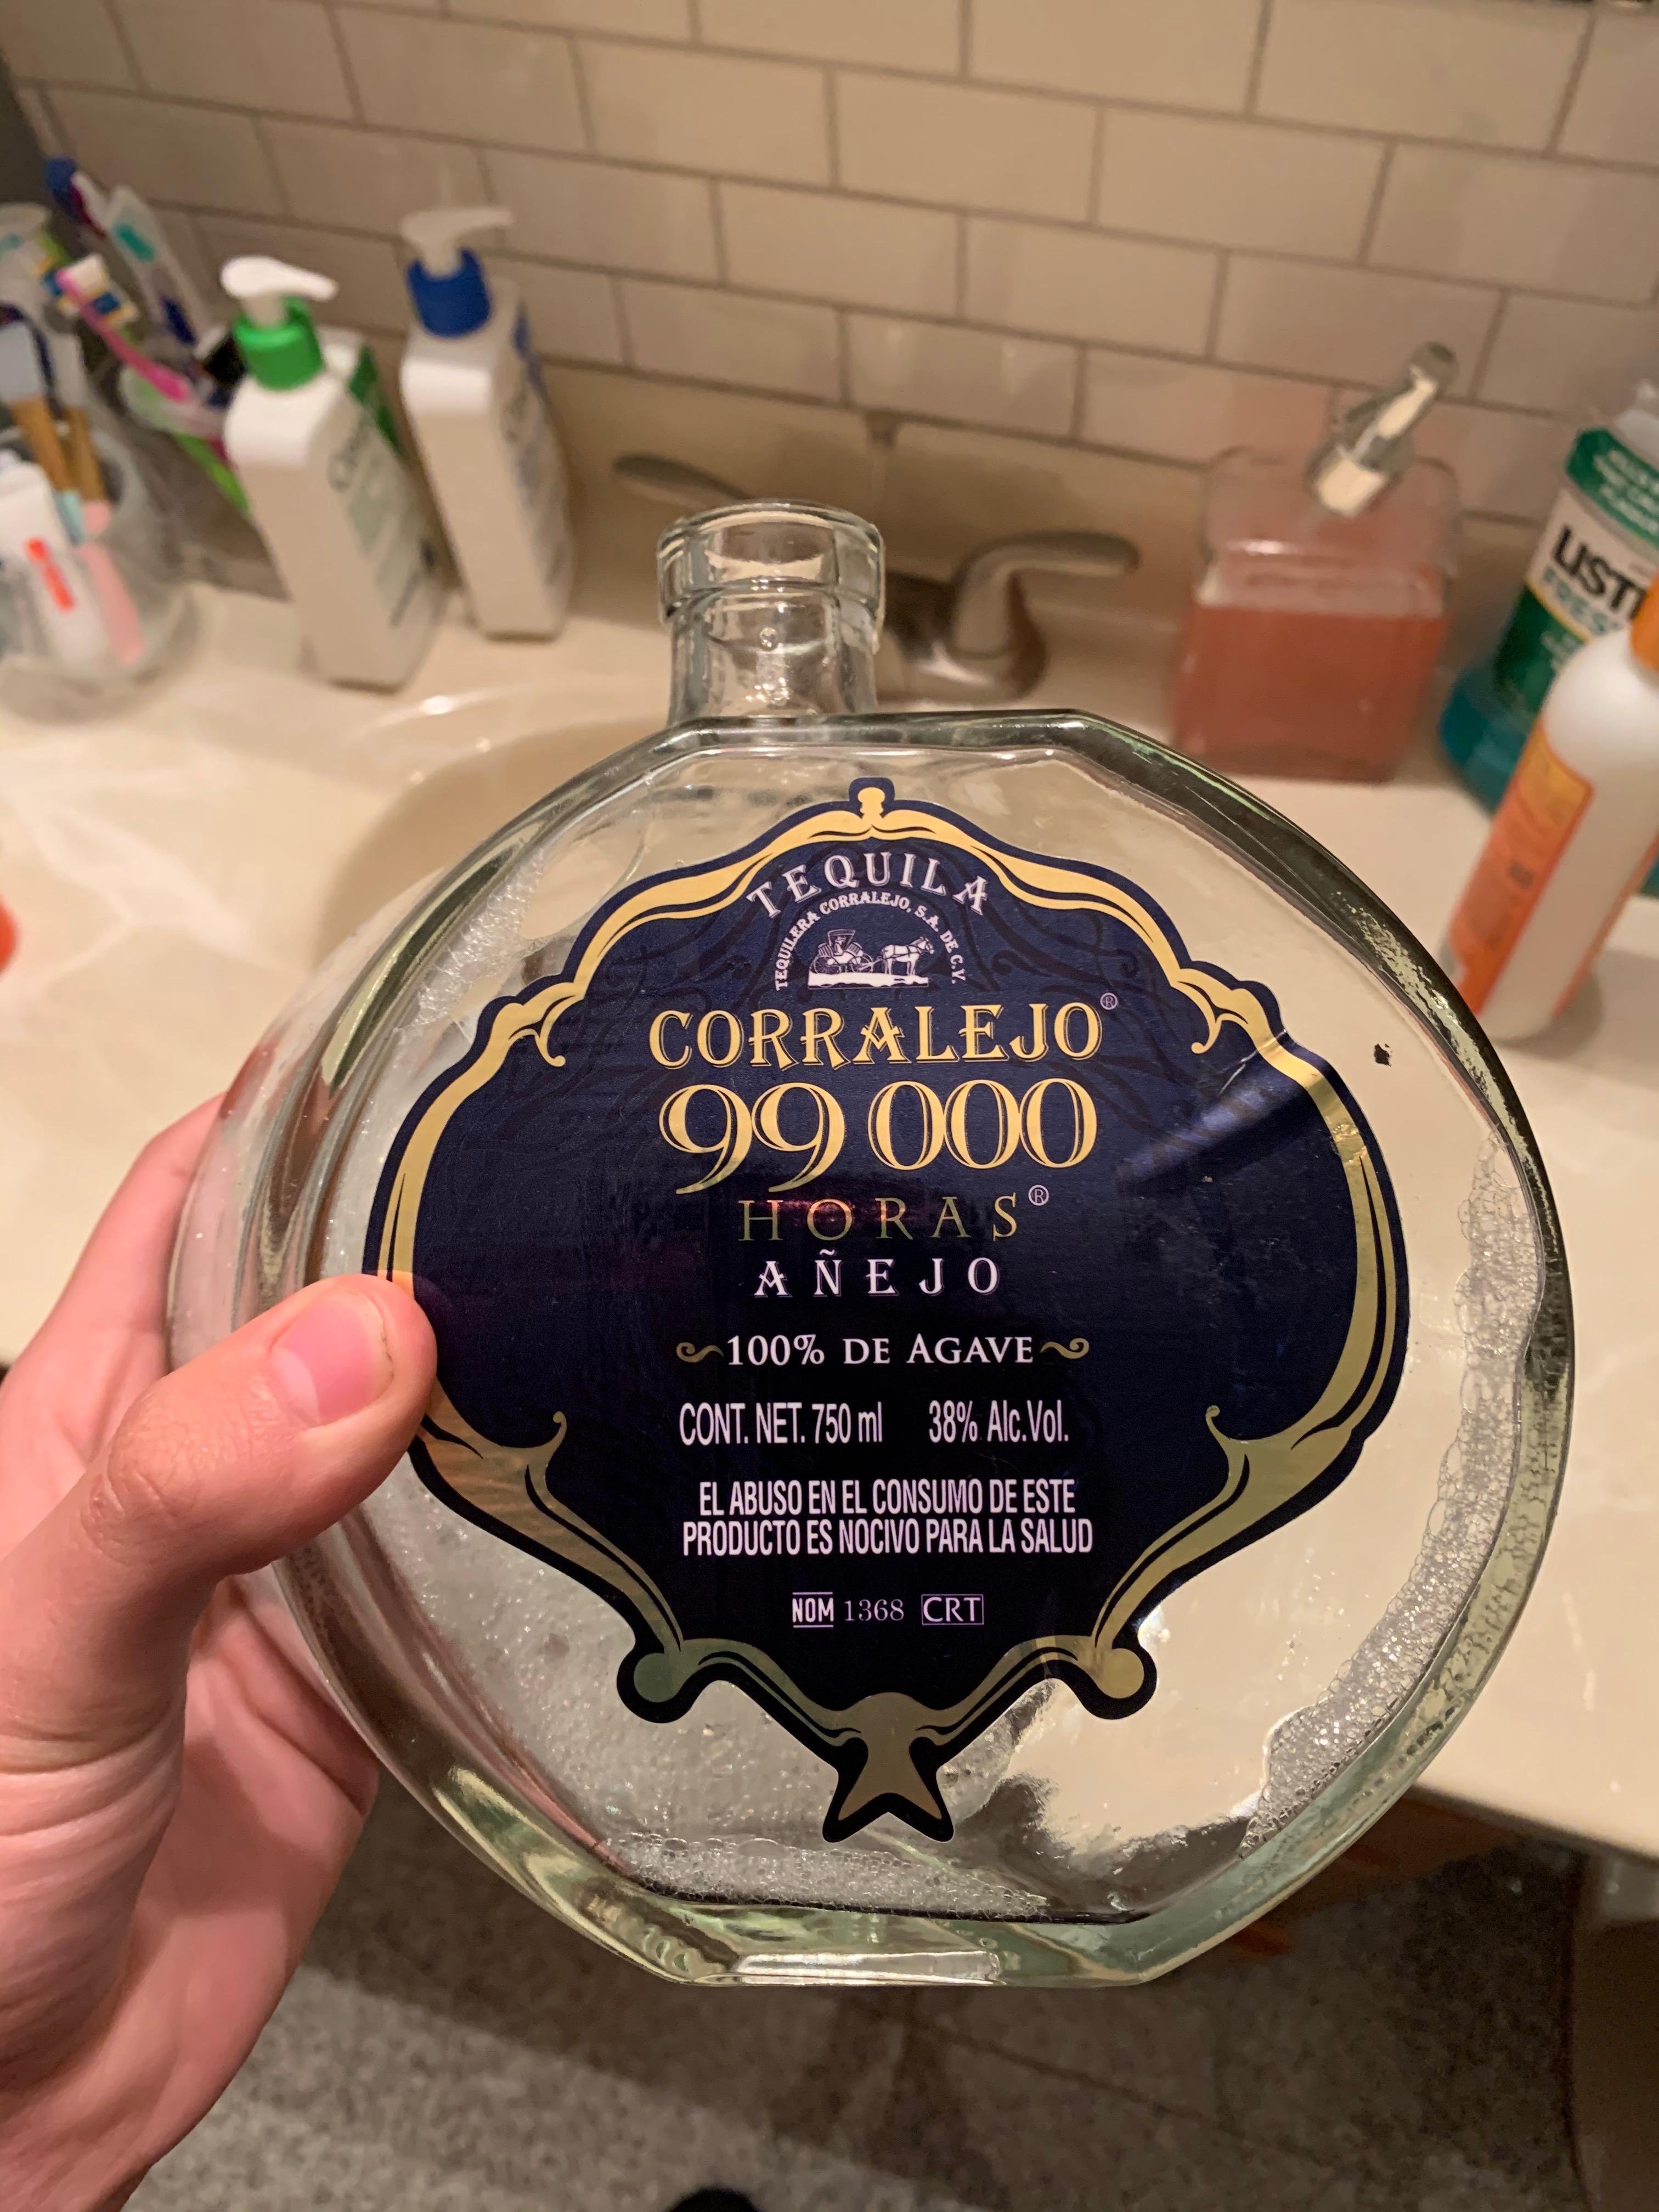 TEQUILA
TEQUILERA CORRALEJO, S.A. DE C.V.
CORRALEJO®
99 000
HORAS®
AÑEJO
100% DE AGAVE
CONT. NET. 750 ml 38% Alc.Vol.
EL ABUSO EN EL CONSUMO DE ESTE
PRODUCTO ES NOCIVO PARA LA SALUD
NOM 1368 CRT
LIST